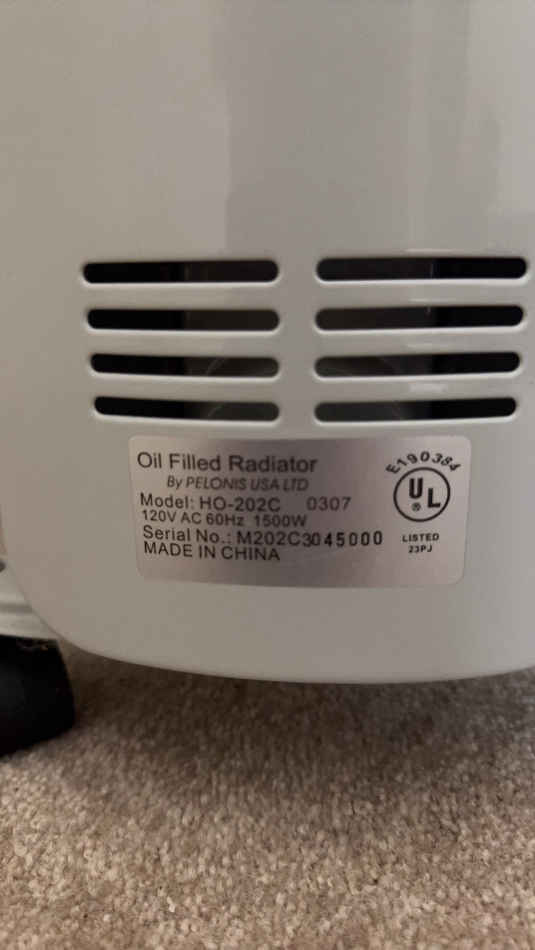 Oil Filled Radiator
By PELONIS USA LTD
Model: HO-202C 0307
120V AC 60Hz 1500W
Serial No.: M202C3045000
MADE IN CHINA
E190384
UL
®
LISTED
23PJ